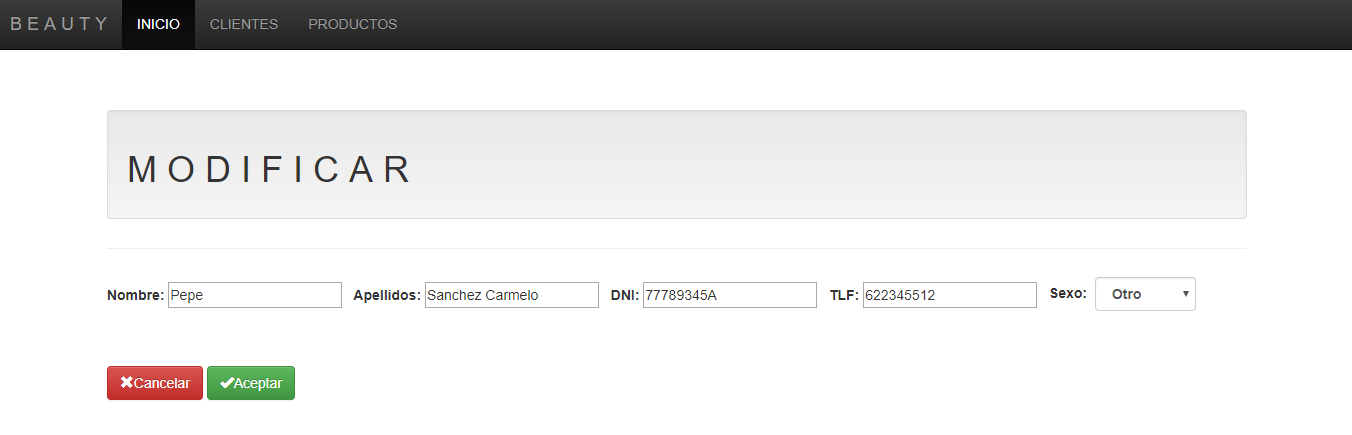 BEAUTY INICIO CLIENTES PRODUCTOS
MODIFICAR
Nombre: Pepe Apellidos: Sanchez Carmelo DNI: 77789345A TLF: 622345512 Sexo: Otro
Cancelar Aceptar